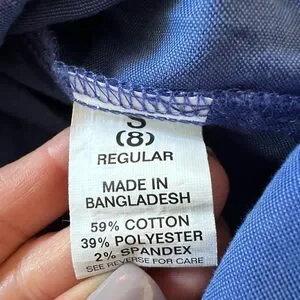 S
(8)
REGULAR
MADE IN
BANGLADESH
59% COTTON
39% POLYESTER
2% SPANDEX
SEE REVERSE FOR CARE